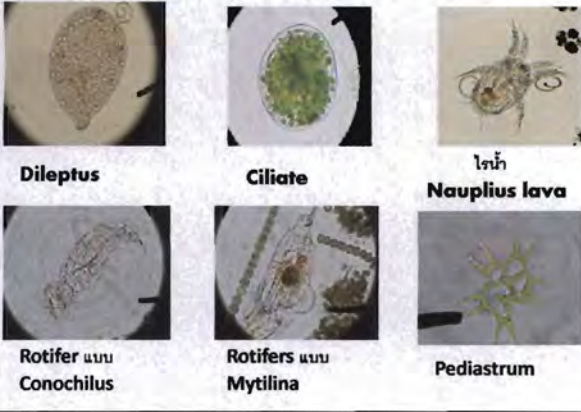 Dileptus
Ciliate
ไรน้ำ
Nauplius lava
Rotifer แบบ
Conochilus
Rotifers แบบ
Mytilina
Pediastrum